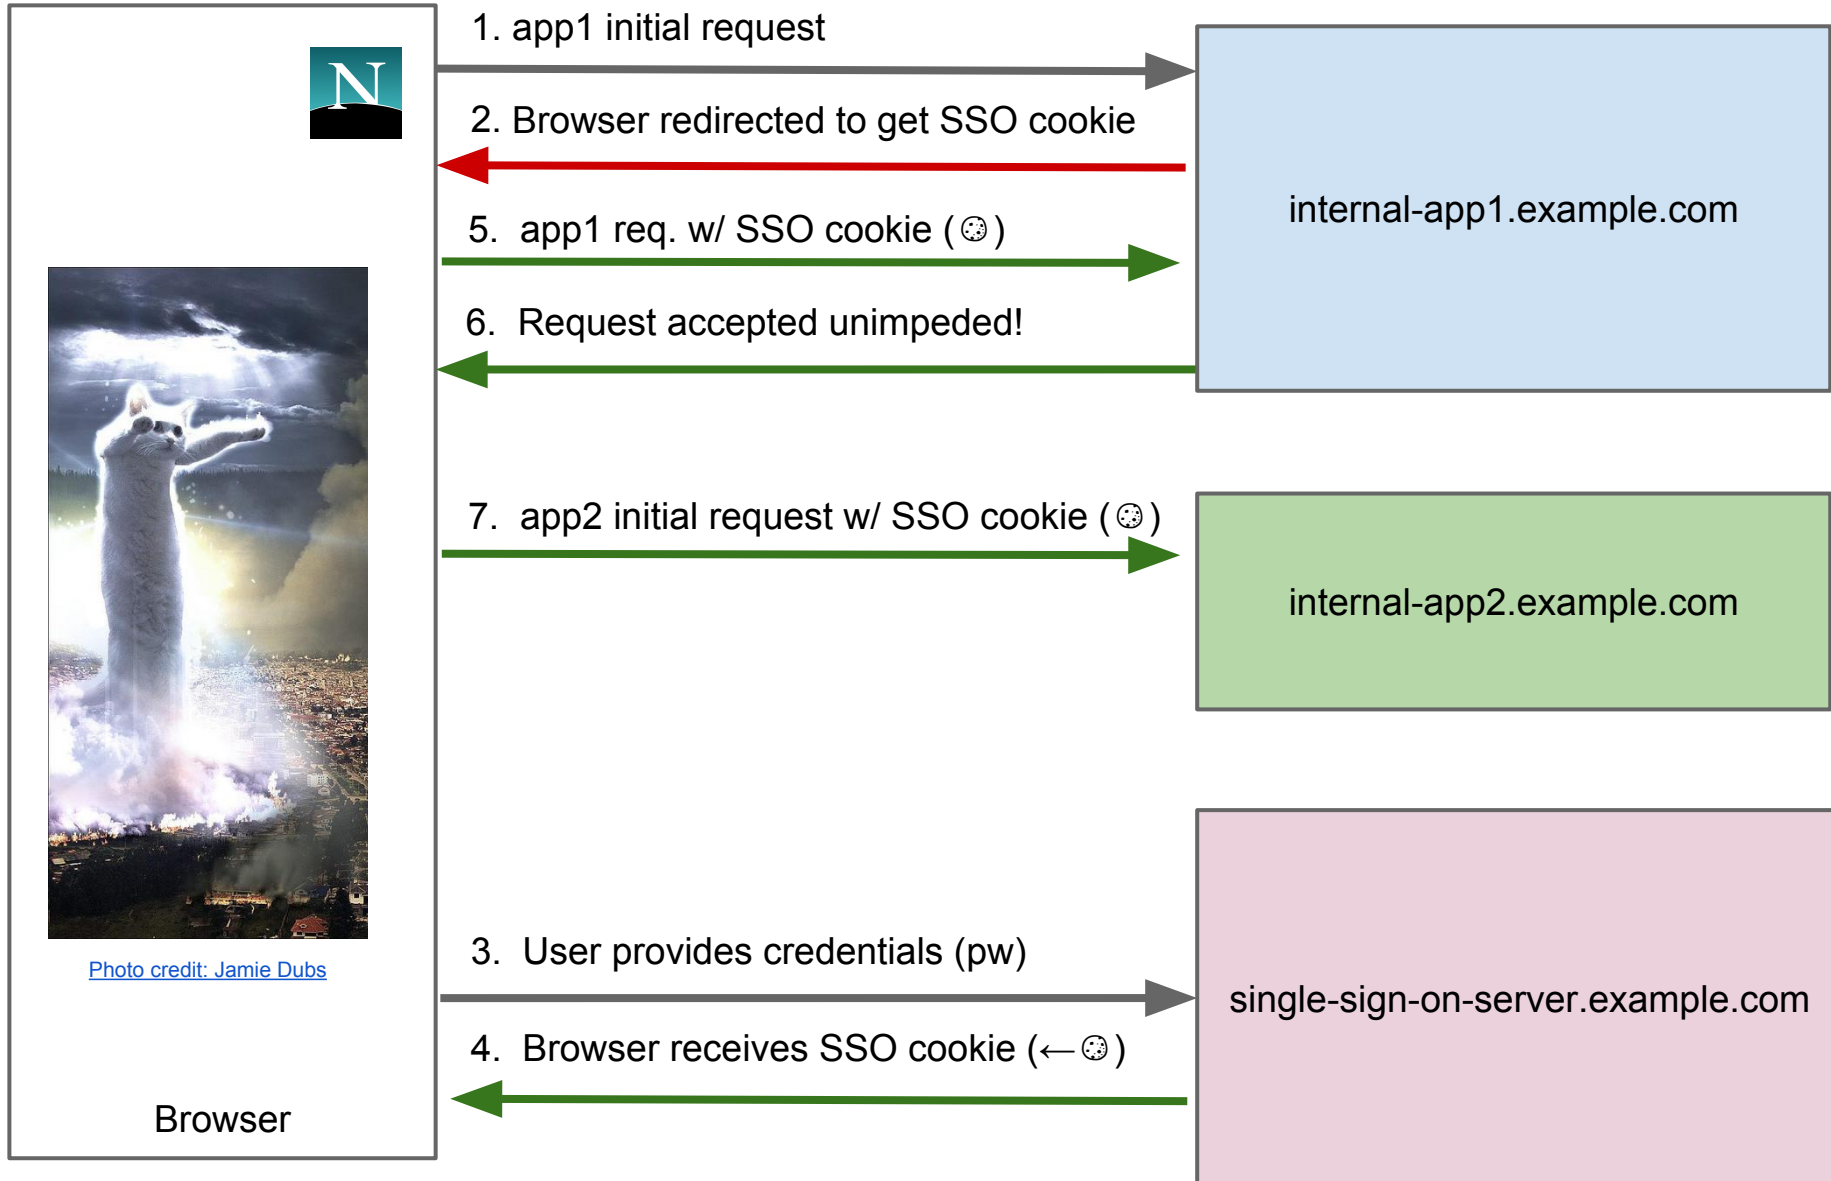 N
1. app1 initial request
2. Browser redirected to get SSO cookie
5. app1 req. w/ SSO cookie (🍪)
6. Request accepted unimpeded!
internal-app1.example.com
7. app2 initial request w/ SSO cookie (🍪)
internal-app2.example.com
3. User provides credentials (pw)
4. Browser receives SSO cookie (←🍪)
single-sign-on-server.example.com
Photo credit: Jamie Dubs
Browser